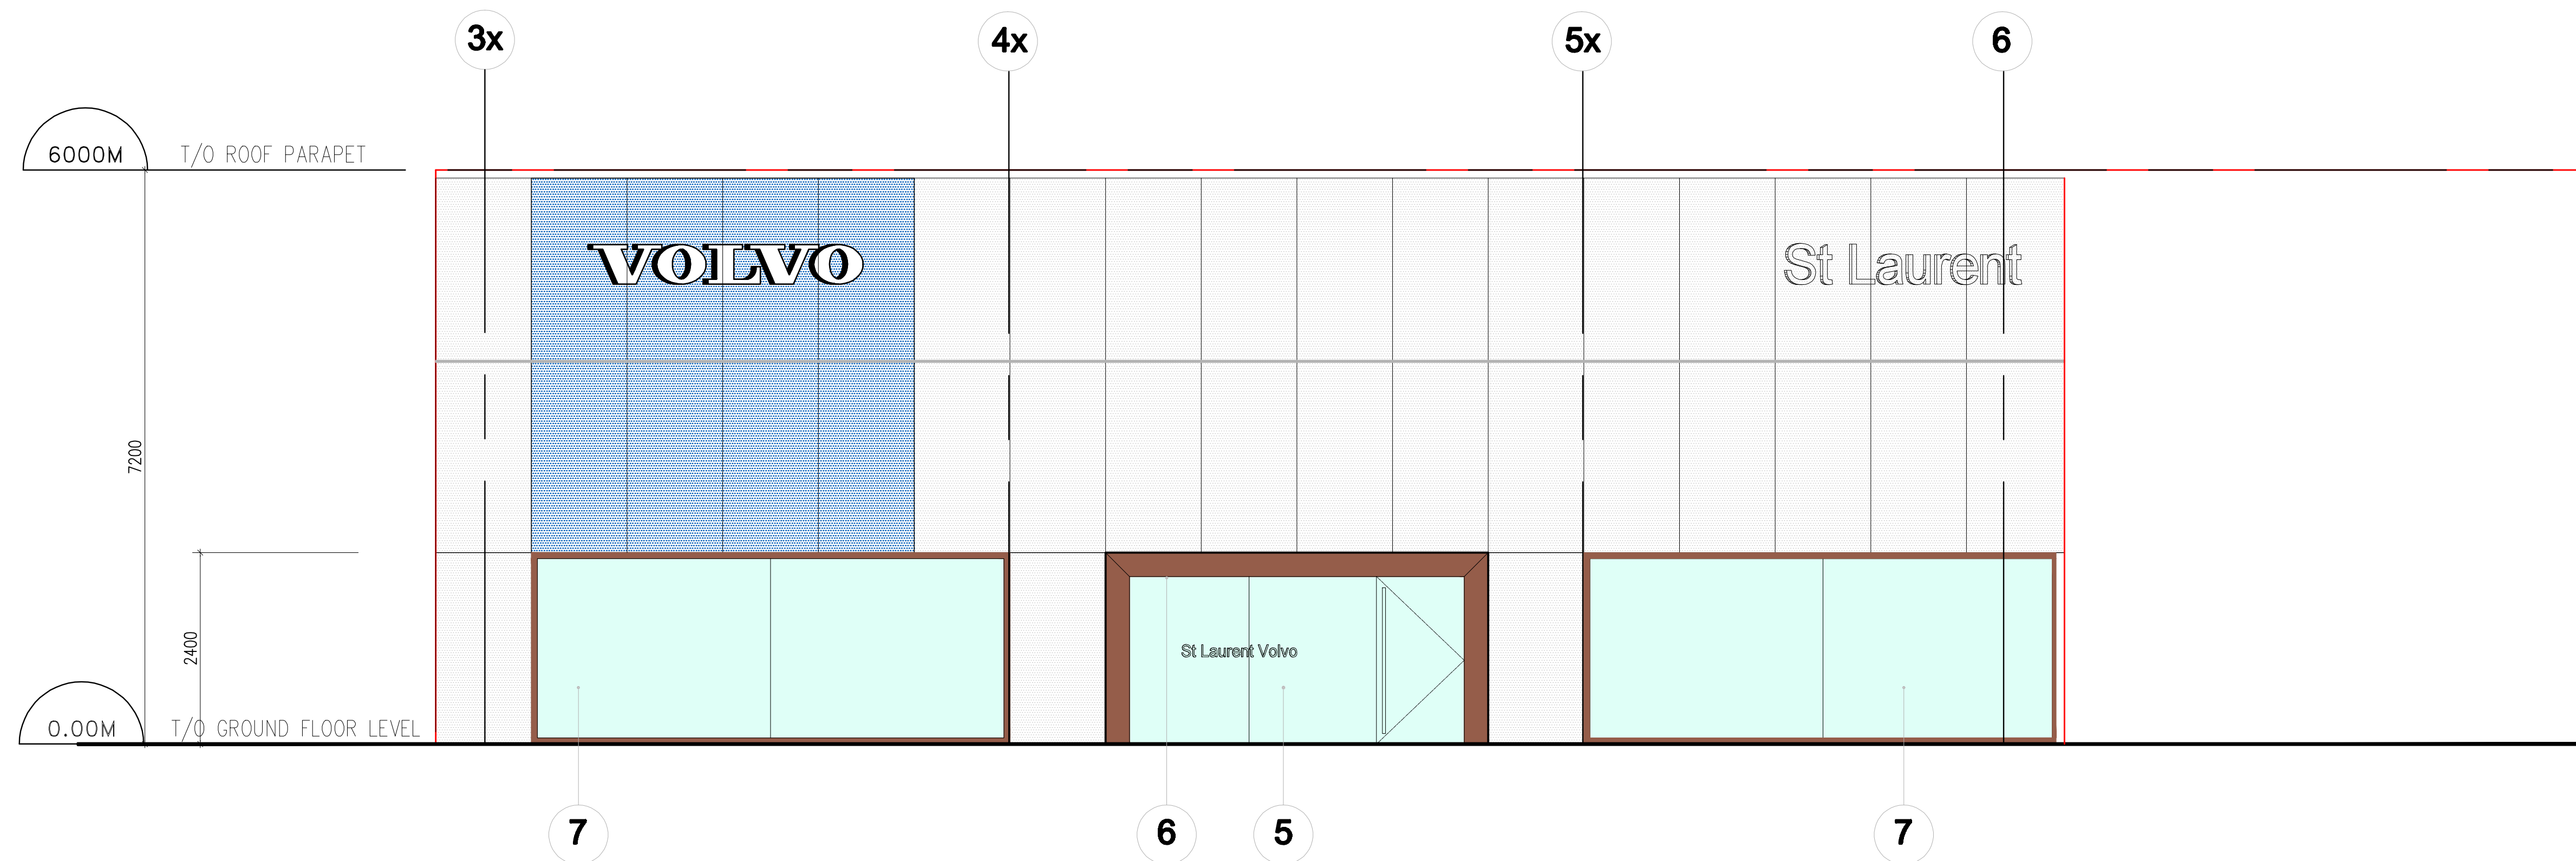 3x
4x
5x
6
6000M
T/O ROOF PARAPET
VOLVO
St Laurent
7200
2400
St Laurent Volvo
0.00M
T/O GROUND FLOOR LEVEL
7
6
5
7